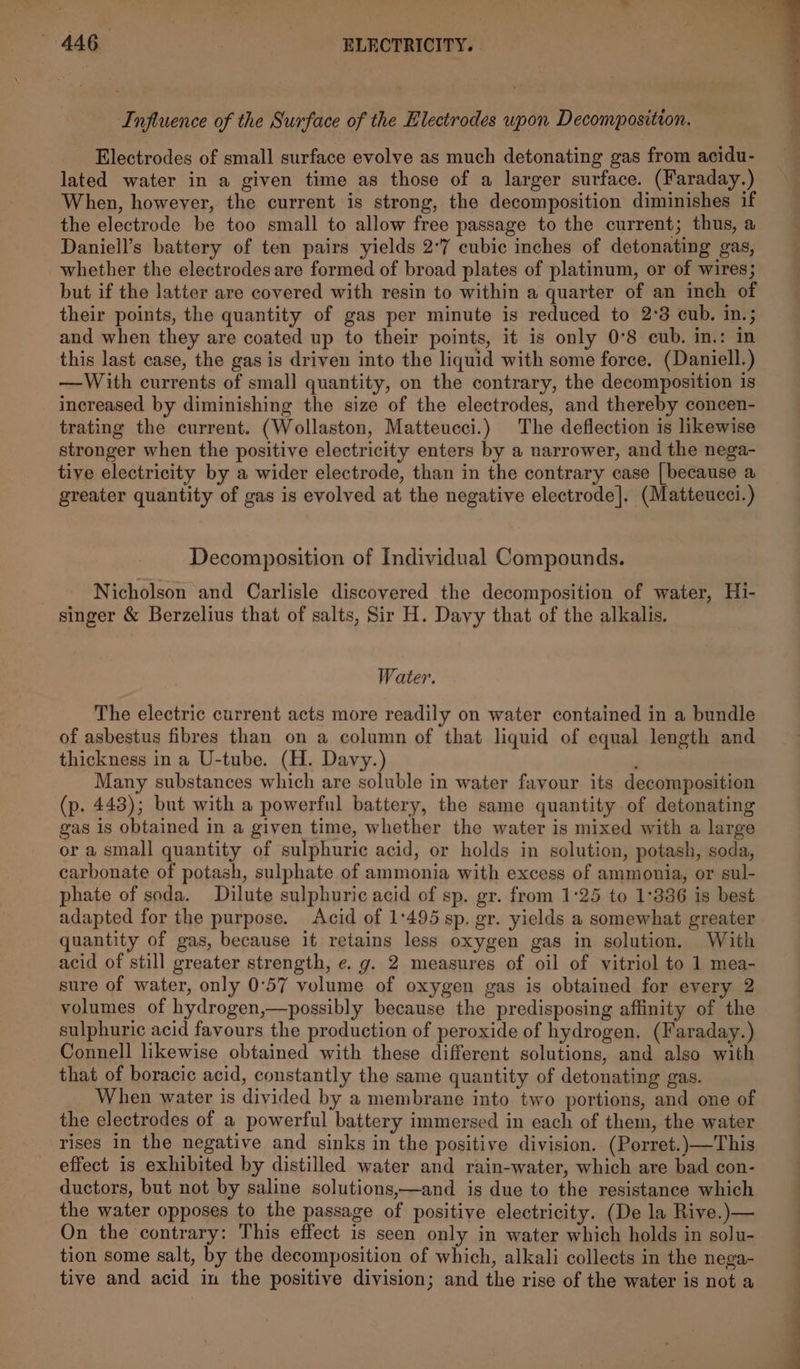 446 ELECTRICITY.
Influence of the Surface of the Electrodes upon Decomposition.
Electrodes of small surface evolve as much detonating gas from acidu-
lated water in a given time as those of a larger surface. (Faraday.)
When, however, the current is strong, the decomposition diminishes if
the electrode be too small to allow free passage to the current; thus, a
Daniell's battery of ten pairs yields 2·7 cubic inches of detonating gas,
whether the electrodes are formed of broad plates of platinum, or of wires;
but if the latter are covered with resin to within a quarter of an inch of
their points, the quantity of gas per minute is reduced to 2·3 cub. in.;
and when they are coated up to their points, it is only 0·8 cub. in.: in
this last case, the gas is driven into the liquid with some force. (Daniell.)
—With currents of small quantity, on the contrary, the decomposition is
increased by diminishing the size of the electrodes, and thereby concen-
trating the current. (Wollaston, Matteucci.) The deflection is likewise
stronger when the positive electricity enters by a narrower, and the nega-
tive electricity by a wider electrode, than in the contrary case [because a
greater quantity of gas is evolved at the negative electrode]. (Matteucci.)
Decomposition of Individual Compounds.
Nicholson and Carlisle discovered the decomposition of water, Hi-
singer & Berzelius that of salts, Sir H. Davy that of the alkalis.
Water.
The electric current acts more readily on water contained in a bundle
of asbestus fibres than on a column of that liquid of equal length and
thickness in a U-tube. (H. Davy.)
Many substances which are soluble in water favour its decomposition
(p. 443); but with a powerful battery, the same quantity of detonating
gas is obtained in a given time, whether the water is mixed with a large
or a small quantity of sulphuric acid, or holds in solution, potash, soda,
carbonate of potash, sulphate of ammonia with excess of ammonia, or sul-
phate of soda. Dilute sulphuric acid of sp. gr. from 1·25 to 1·336 is best
adapted for the purpose. Acid of 1·495 sp. gr. yields a somewhat greater
quantity of gas, because it retains less oxygen gas in solution. With
acid of still greater strength, e. g. 2 measures of oil of vitriol to 1 mea-
sure of water, only 0·57 volume of oxygen gas is obtained for every 2
volumes of hydrogen,—possibly because the predisposing affinity of the
sulphuric acid favours the production of peroxide of hydrogen. (Faraday.)
Connell likewise obtained with these different solutions, and also with
that of boracic acid, constantly the same quantity of detonating gas.
When water is divided by a membrane into two portions, and one of
the electrodes of a powerful battery immersed in each of them, the water
rises in the negative and sinks in the positive division. (Porret.)—This
effect is exhibited by distilled water and rain-water, which are bad con-
ductors, but not by saline solutions,—and is due to the resistance which
the water opposes to the passage of positive electricity. (De la Rive.)—
On the contrary: This effect is seen only in water which holds in solu-
tion some salt, by the decomposition of which, alkali collects in the nega-
tive and acid in the positive division; and the rise of the water is not a